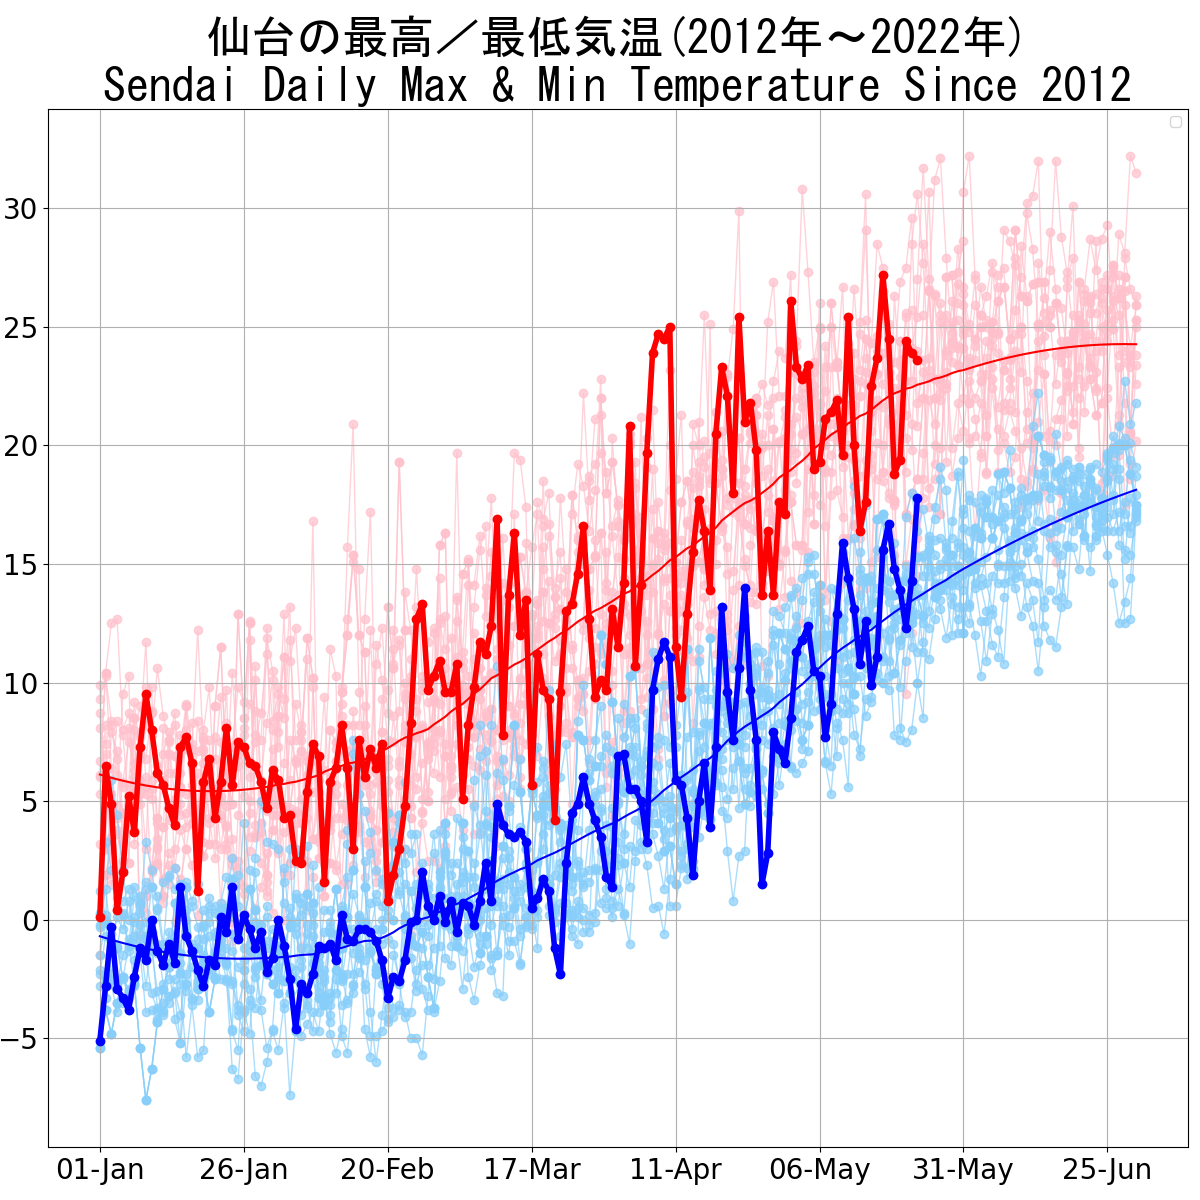 仙台の最高／最低気温(2012年～2022年)
Sendai Daily Max & Min Temperature Since 2012
30
25
20
15
10
5
0
−5
01-Jan 26-Jan 20-Feb 17-Mar 11-Apr 06-May 31-May 25-Jun